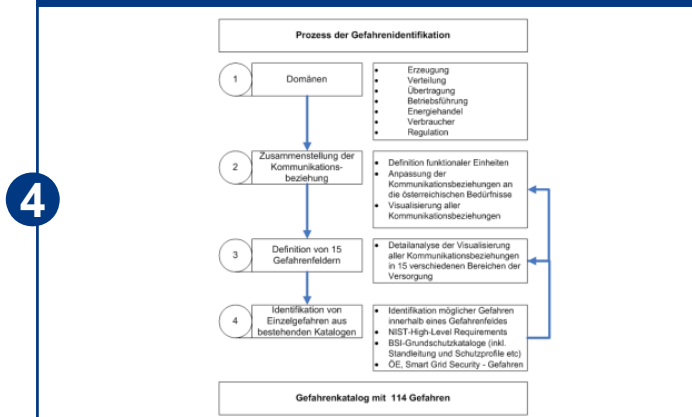 4
Prozess der Gefahrenidentifikation
1
Domänen
• Erzeugung
• Verteilung
• Übertragung
• Betriebsführung
• Energiehandel
• Verbraucher
• Regulation
2
Zusammenstellung der
Kommunikations-
beziehung
• Definition funktionaler Einheiten
• Anpassung der
Kommunikationsbeziehungen an
die österreichischen Bedürfnisse
• Visualisierung aller
Kommunikationsbeziehungen
3
Definition von 15
Gefahrenfeldern
• Detailanalyse der Visualisierung
aller Kommunikationsbeziehungen
in 15 verschiedenen Bereichen der
Versorgung
4
Identifikation von
Einzelgefahren aus
bestehenden Katalogen
• Identifikation möglicher Gefahren
innerhalb eines Gefahrenfeldes
• NIST-High-Level Requirements
• BSI-Grundschutzkataloge (inkl.
Standleitung und Schutzprofile etc)
• ÖE, Smart Grid Security - Gefahren
Gefahrenkatalog mit 114 Gefahren